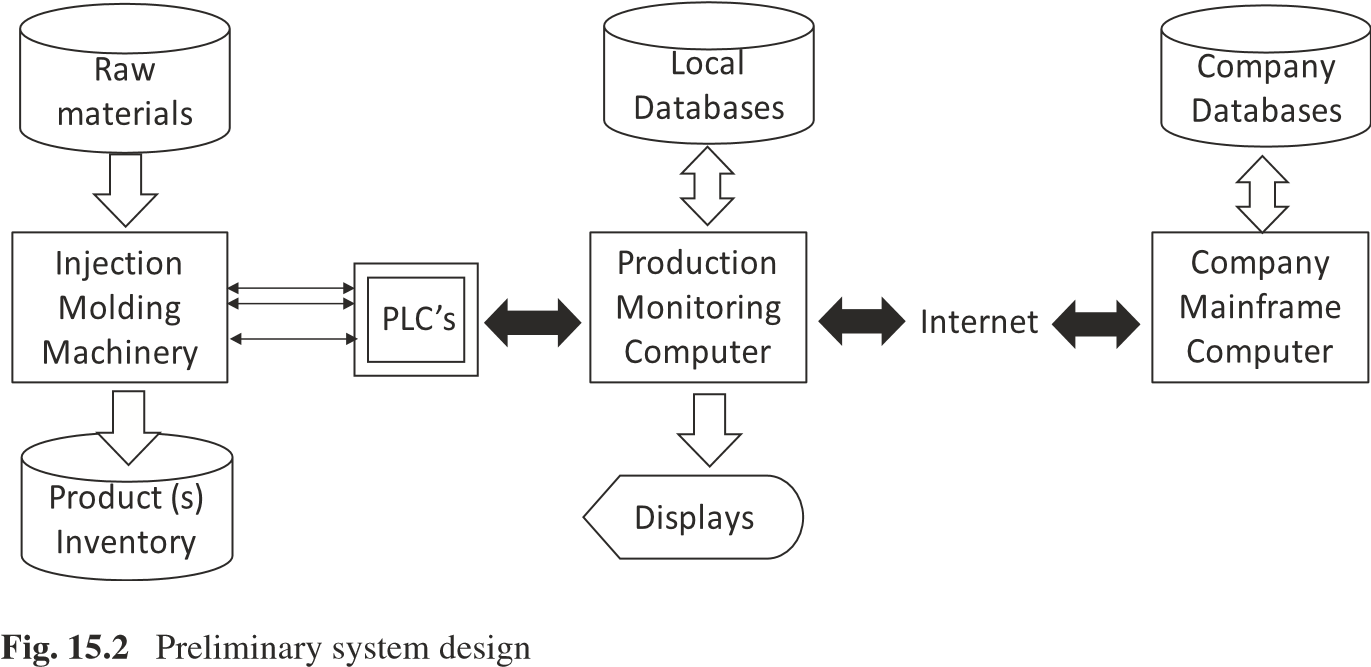 Raw
materials
Local
Databases
Company
Databases
Injection
Molding
Machinery
PLC's
Production
Monitoring
Computer
Internet
Company
Mainframe
Computer
Product (s)
Inventory
Displays
Fig. 15.2 Preliminary system design